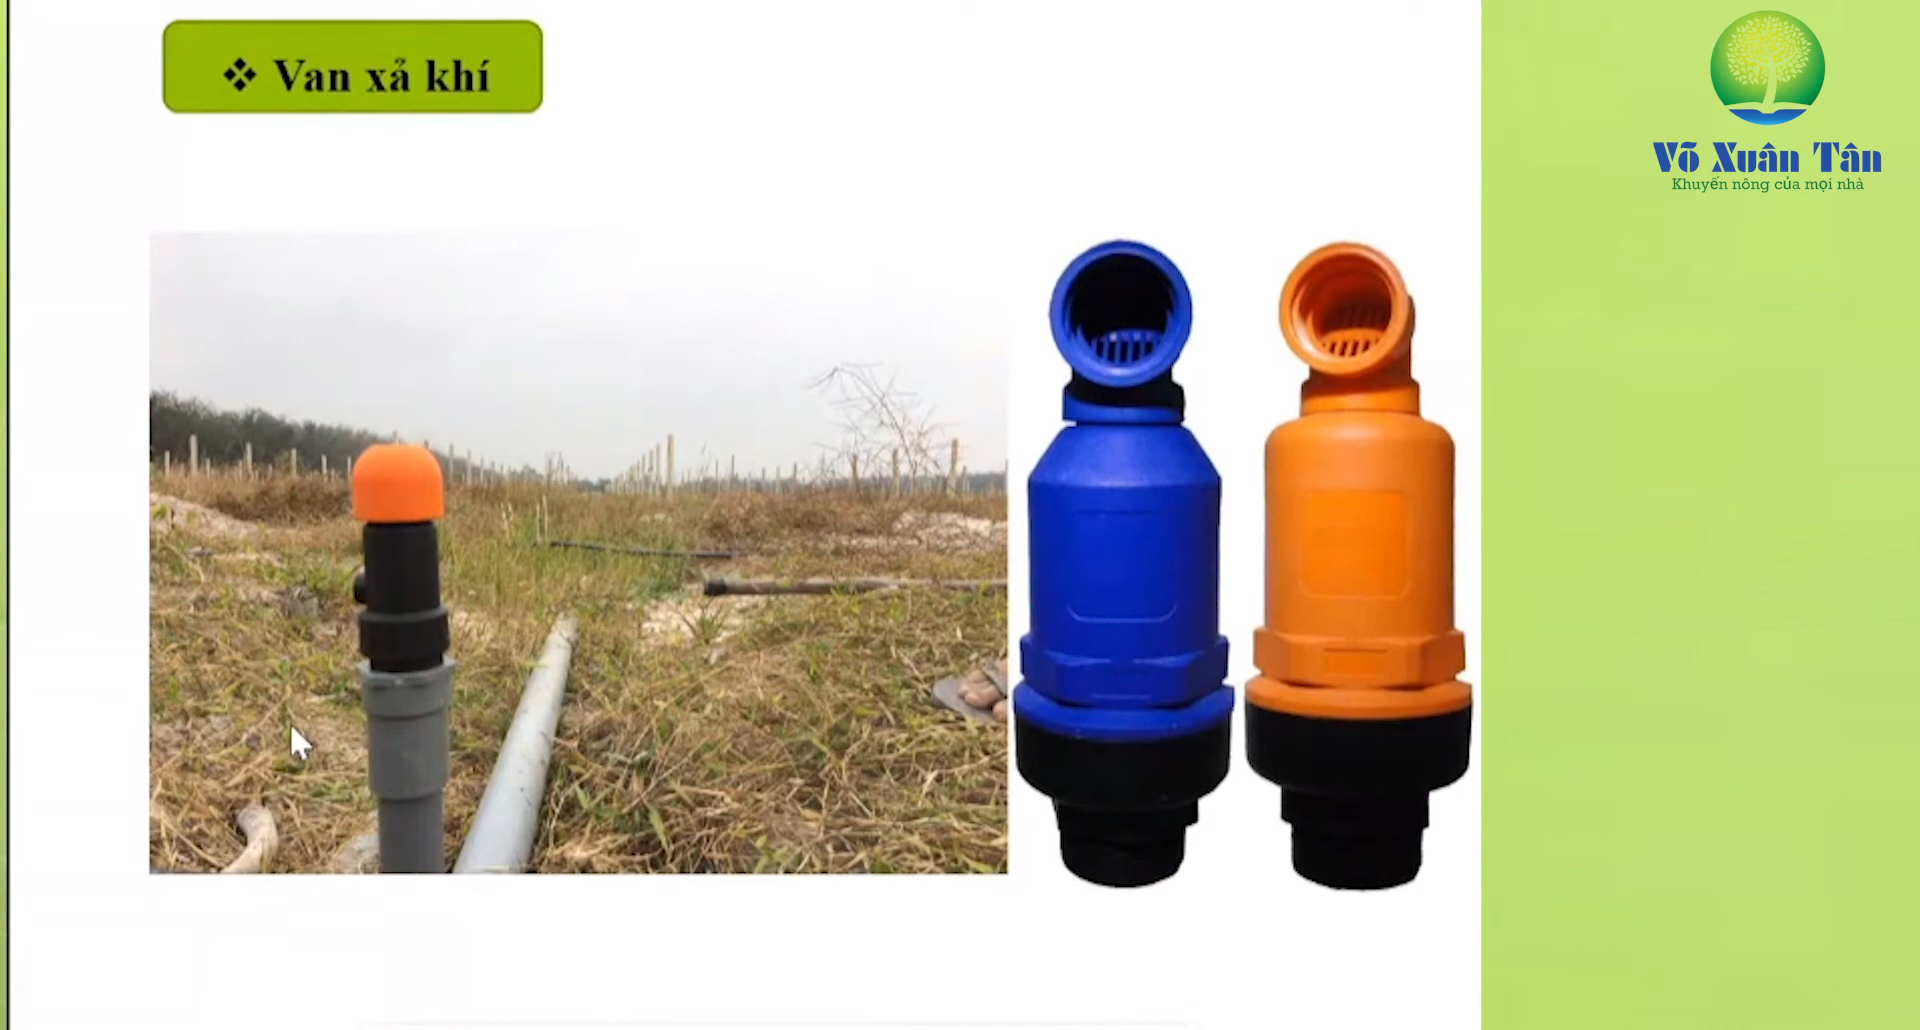 ❖ Van xả khí
Võ Xuân Tân
Khuyến nông của mọi nhà